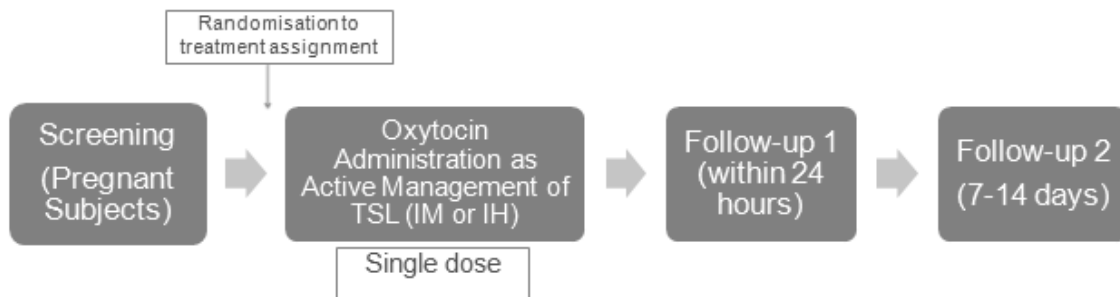 Randomisation to
treatment assignment
Screening
(Pregnant
Subjects)
Oxytocin
Administration as
Active Management of
TSL (IM or IH)
Single dose
Follow-up 1
(within 24
hours)
Follow-up 2
(7-14 days)